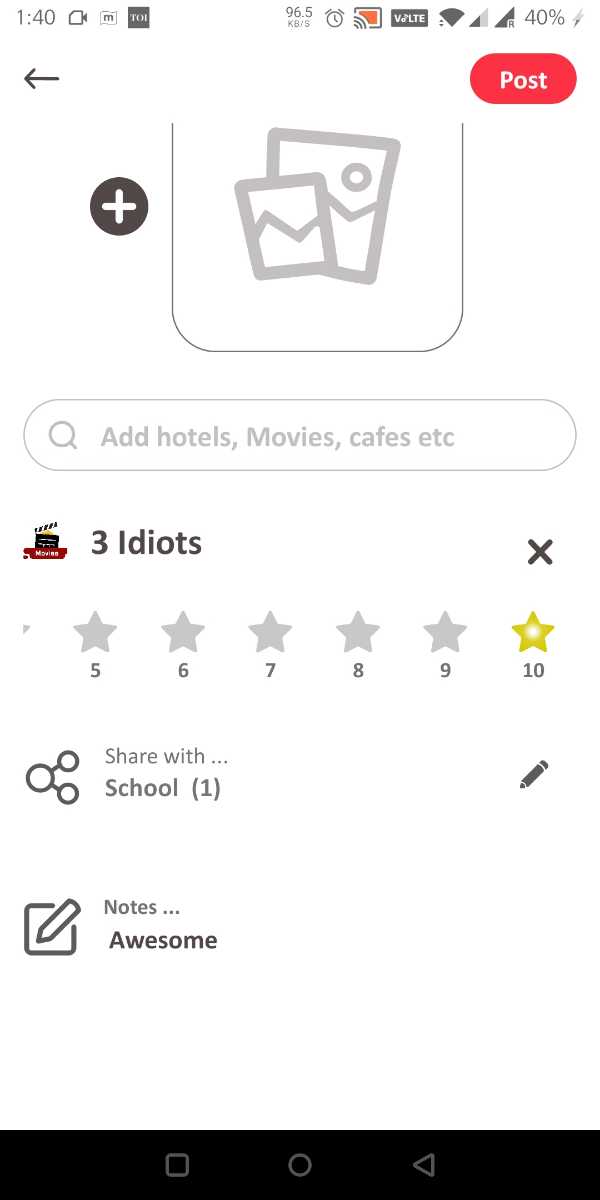 1:40 m TOI 96.5 KB/S VoLTE R 40%
Post
Add hotels, Movies, cafes etc
Movies
3 Idiots
5 6 7 8 9 10
Share with ...
School (1)
Notes ...
Awesome